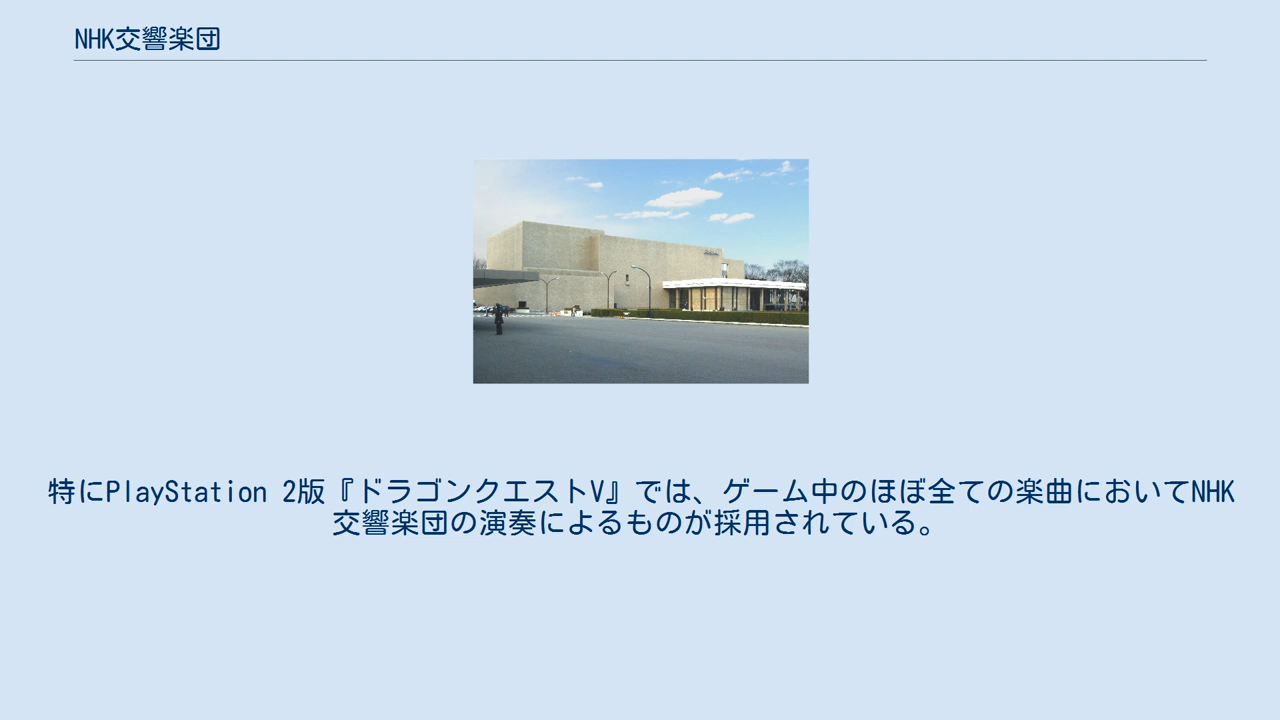 NHK交響楽団
特にPlayStation 2版『ドラゴンクエストV』では、ゲーム中のほぼ全ての楽曲においてNHK
交響楽団の演奏によるものが採用されている。